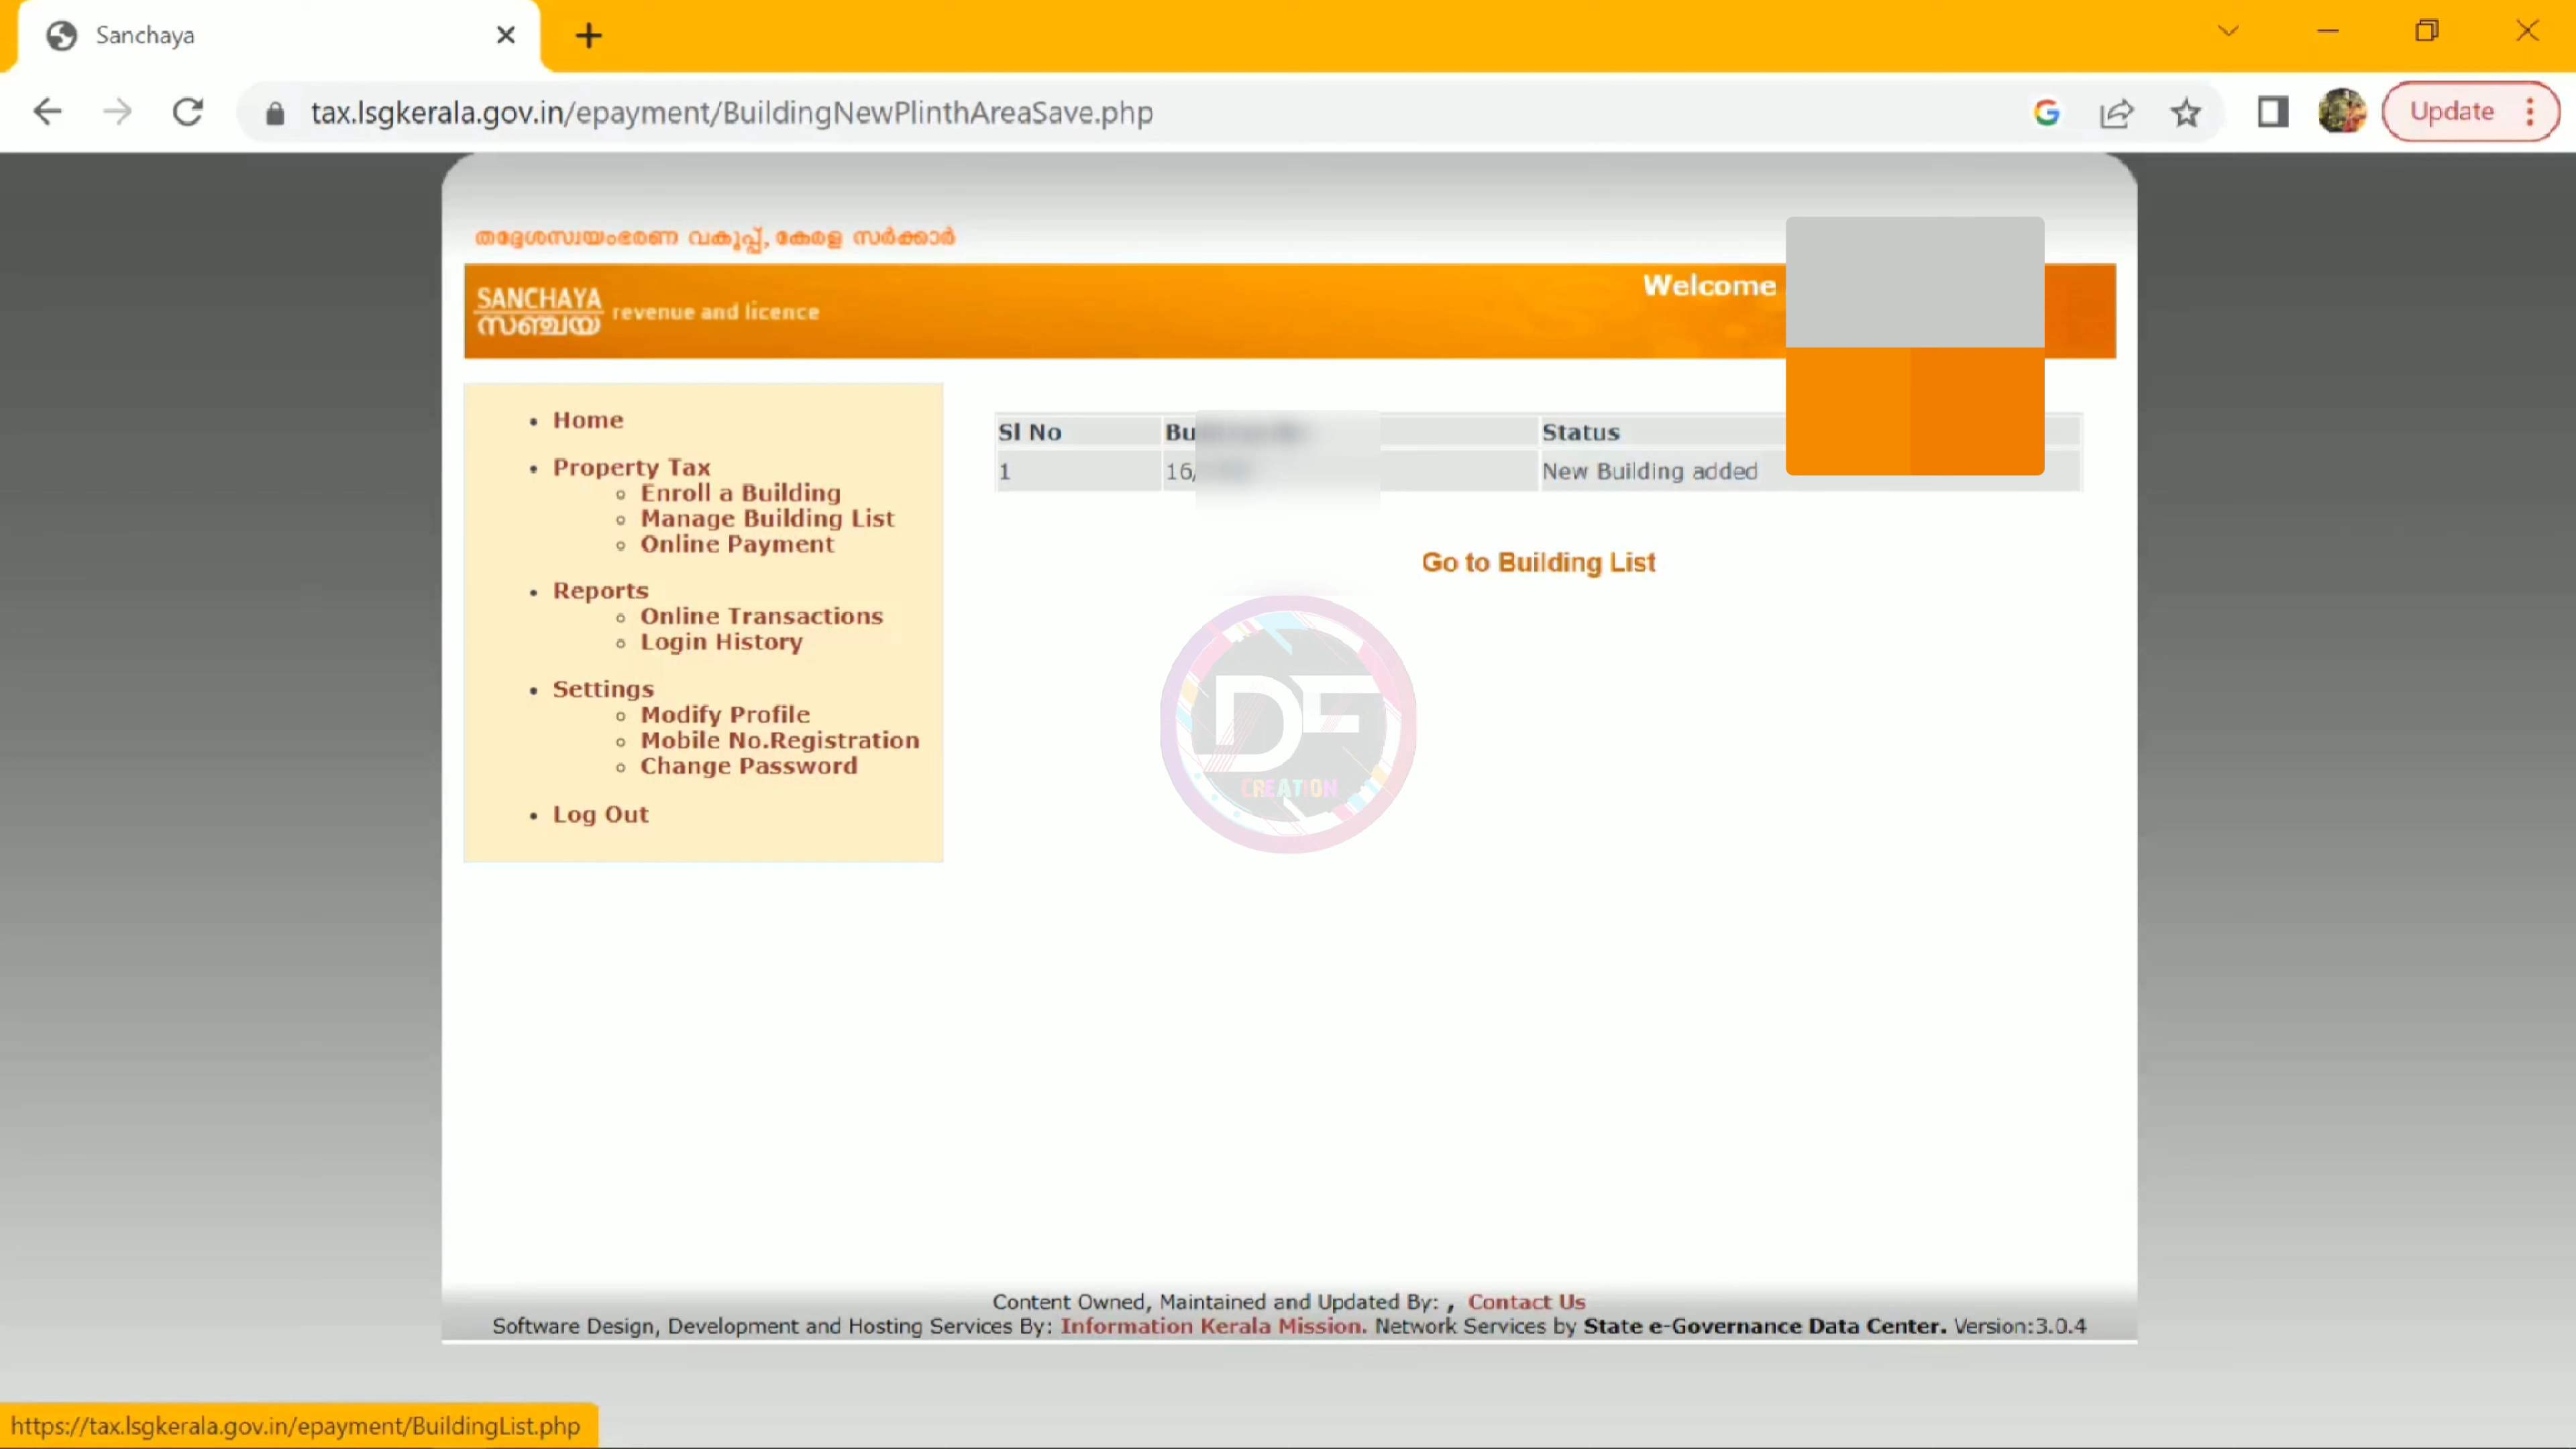 Sanchaya
tax.lsgkerala.gov.in/epayment/BuildingNewPlinthAreaSave.php
Update
തദ്ദേശസ്വയംഭരണ വകുപ്പ്, കേരള സർക്കാർ
Welcome
SANCHAYA
സഞ്ചയ
revenue and licence
Home
Property Tax
Enroll a Building
Manage Building List
Online Payment
Reports
Online Transactions
Login History
Settings
Modify Profile
Mobile No.Registration
Change Password
Log Out
Sl No Status
1 16/ New Building added
Go to Building List
DF
CREATION
Content Owned, Maintained and Updated By: , Contact Us
Software Design, Development and Hosting Services By: Information Kerala Mission. Network Services by State e-Governance Data Center. Version:3.0.4
https://tax.lsgkerala.gov.in/epayment/BuildingList.php